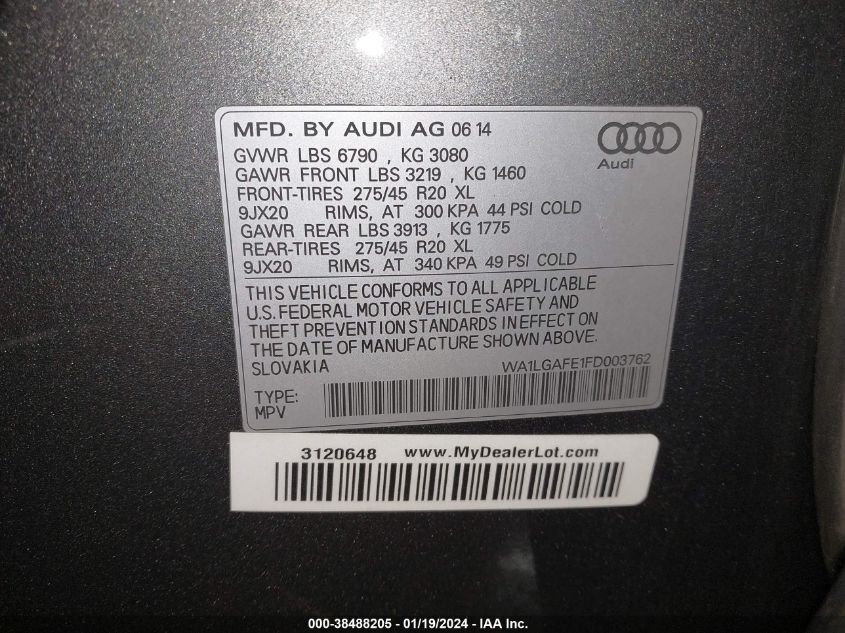 MFD. BY AUDI AG 06 14
Audi
GVWR LBS 6790 , KG 3080
GAWR FRONT LBS 3219 , KG 1460
FRONT-TIRES 275/45 R20 XL
9JX20 RIMS, AT 300 KPA 44 PSI COLD
GAWR REAR LBS 3913 , KG 1775
REAR-TIRES 275/45 R20 XL
9JX20 RIMS, AT 340 KPA 49 PSI COLD
THIS VEHICLE CONFORMS TO ALL APPLICABLE
U.S. FEDERAL MOTOR VEHICLE SAFETY AND
THEFT PREVENTION STANDARDS IN EFFECT ON
THE DATE OF MANUFACTURE SHOWN ABOVE.
SLOVAKIA WA1LGAFE1FD003762
TYPE:
MPV
3120648 www.MyDealerLot.com
000-38488205 - 01/19/2024 - IAA Inc.